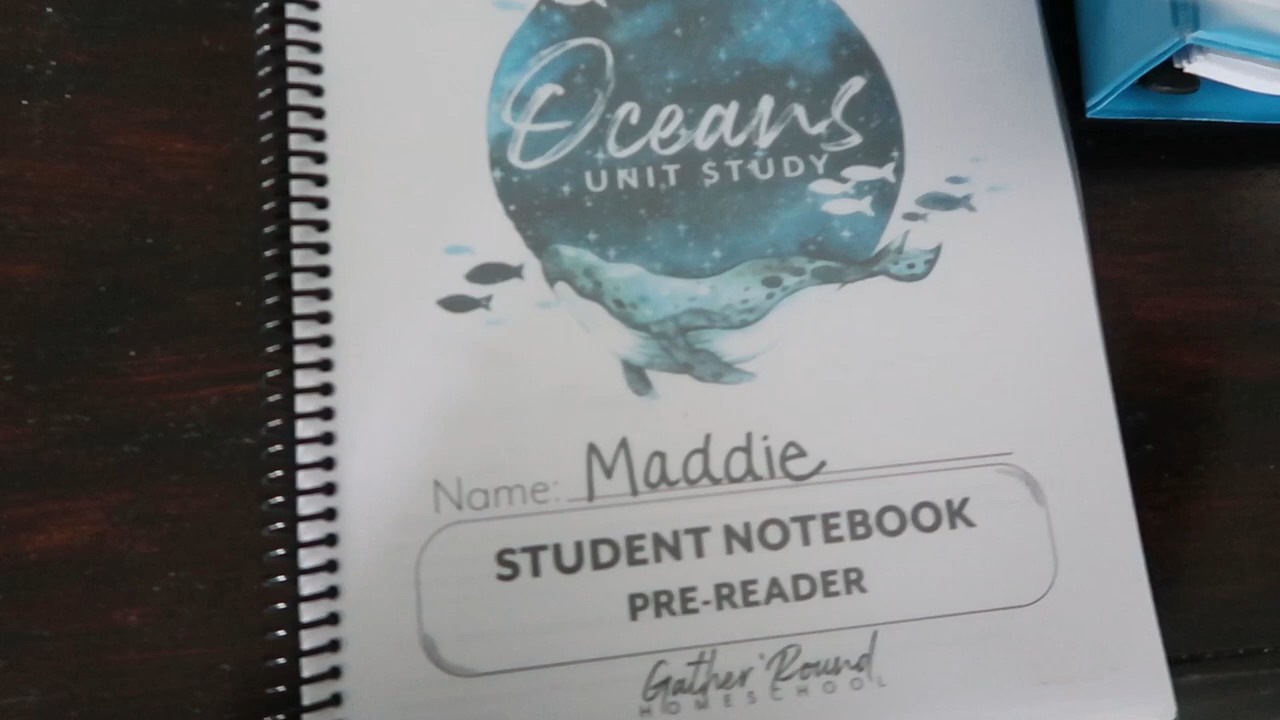 Oceans
UNIT STUDY
Name: Maddie
STUDENT NOTEBOOK
PRE-READER
Gather 'Round
HOMESCHOOL